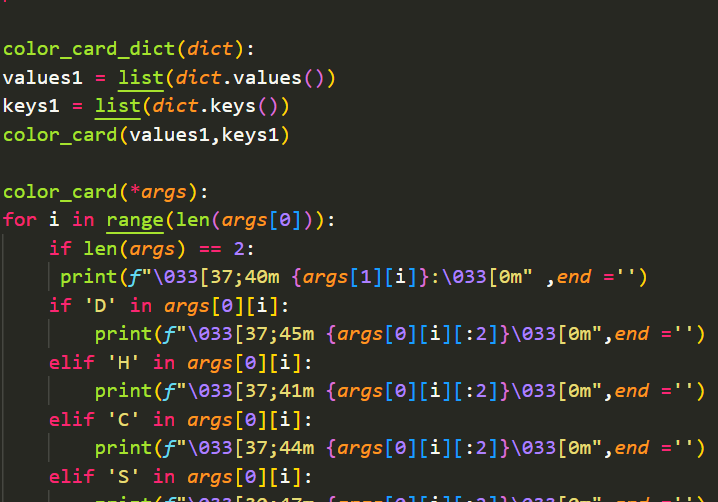 color_card_dict(dict):
values1 = list(dict.values())
keys1 = list(dict.keys())
color_card(values1,keys1)
color_card(*args):
for i in range(len(args[0])):
if len(args) == 2:
print(f"\033[37;40m {args[1][i]}:\033[0m" ,end ='')
if 'D' in args[0][i]:
print(f"\033[37;45m {args[0][i][:2]}\033[0m",end ='')
elif 'H' in args[0][i]:
print(f"\033[37;41m {args[0][i][:2]}\033[0m",end ='')
elif 'C' in args[0][i]:
print(f"\033[37;44m {args[0][i][:2]}\033[0m",end ='')
elif 'S' in args[0][i]: